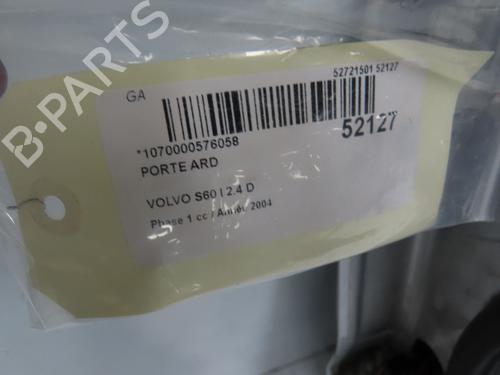 GA
52721501 52127
*1070000576058
52127
PORTE ARD
VOLVO S60 I 2.4 D
Phase 1 cc / Année 2004
B-PARTS